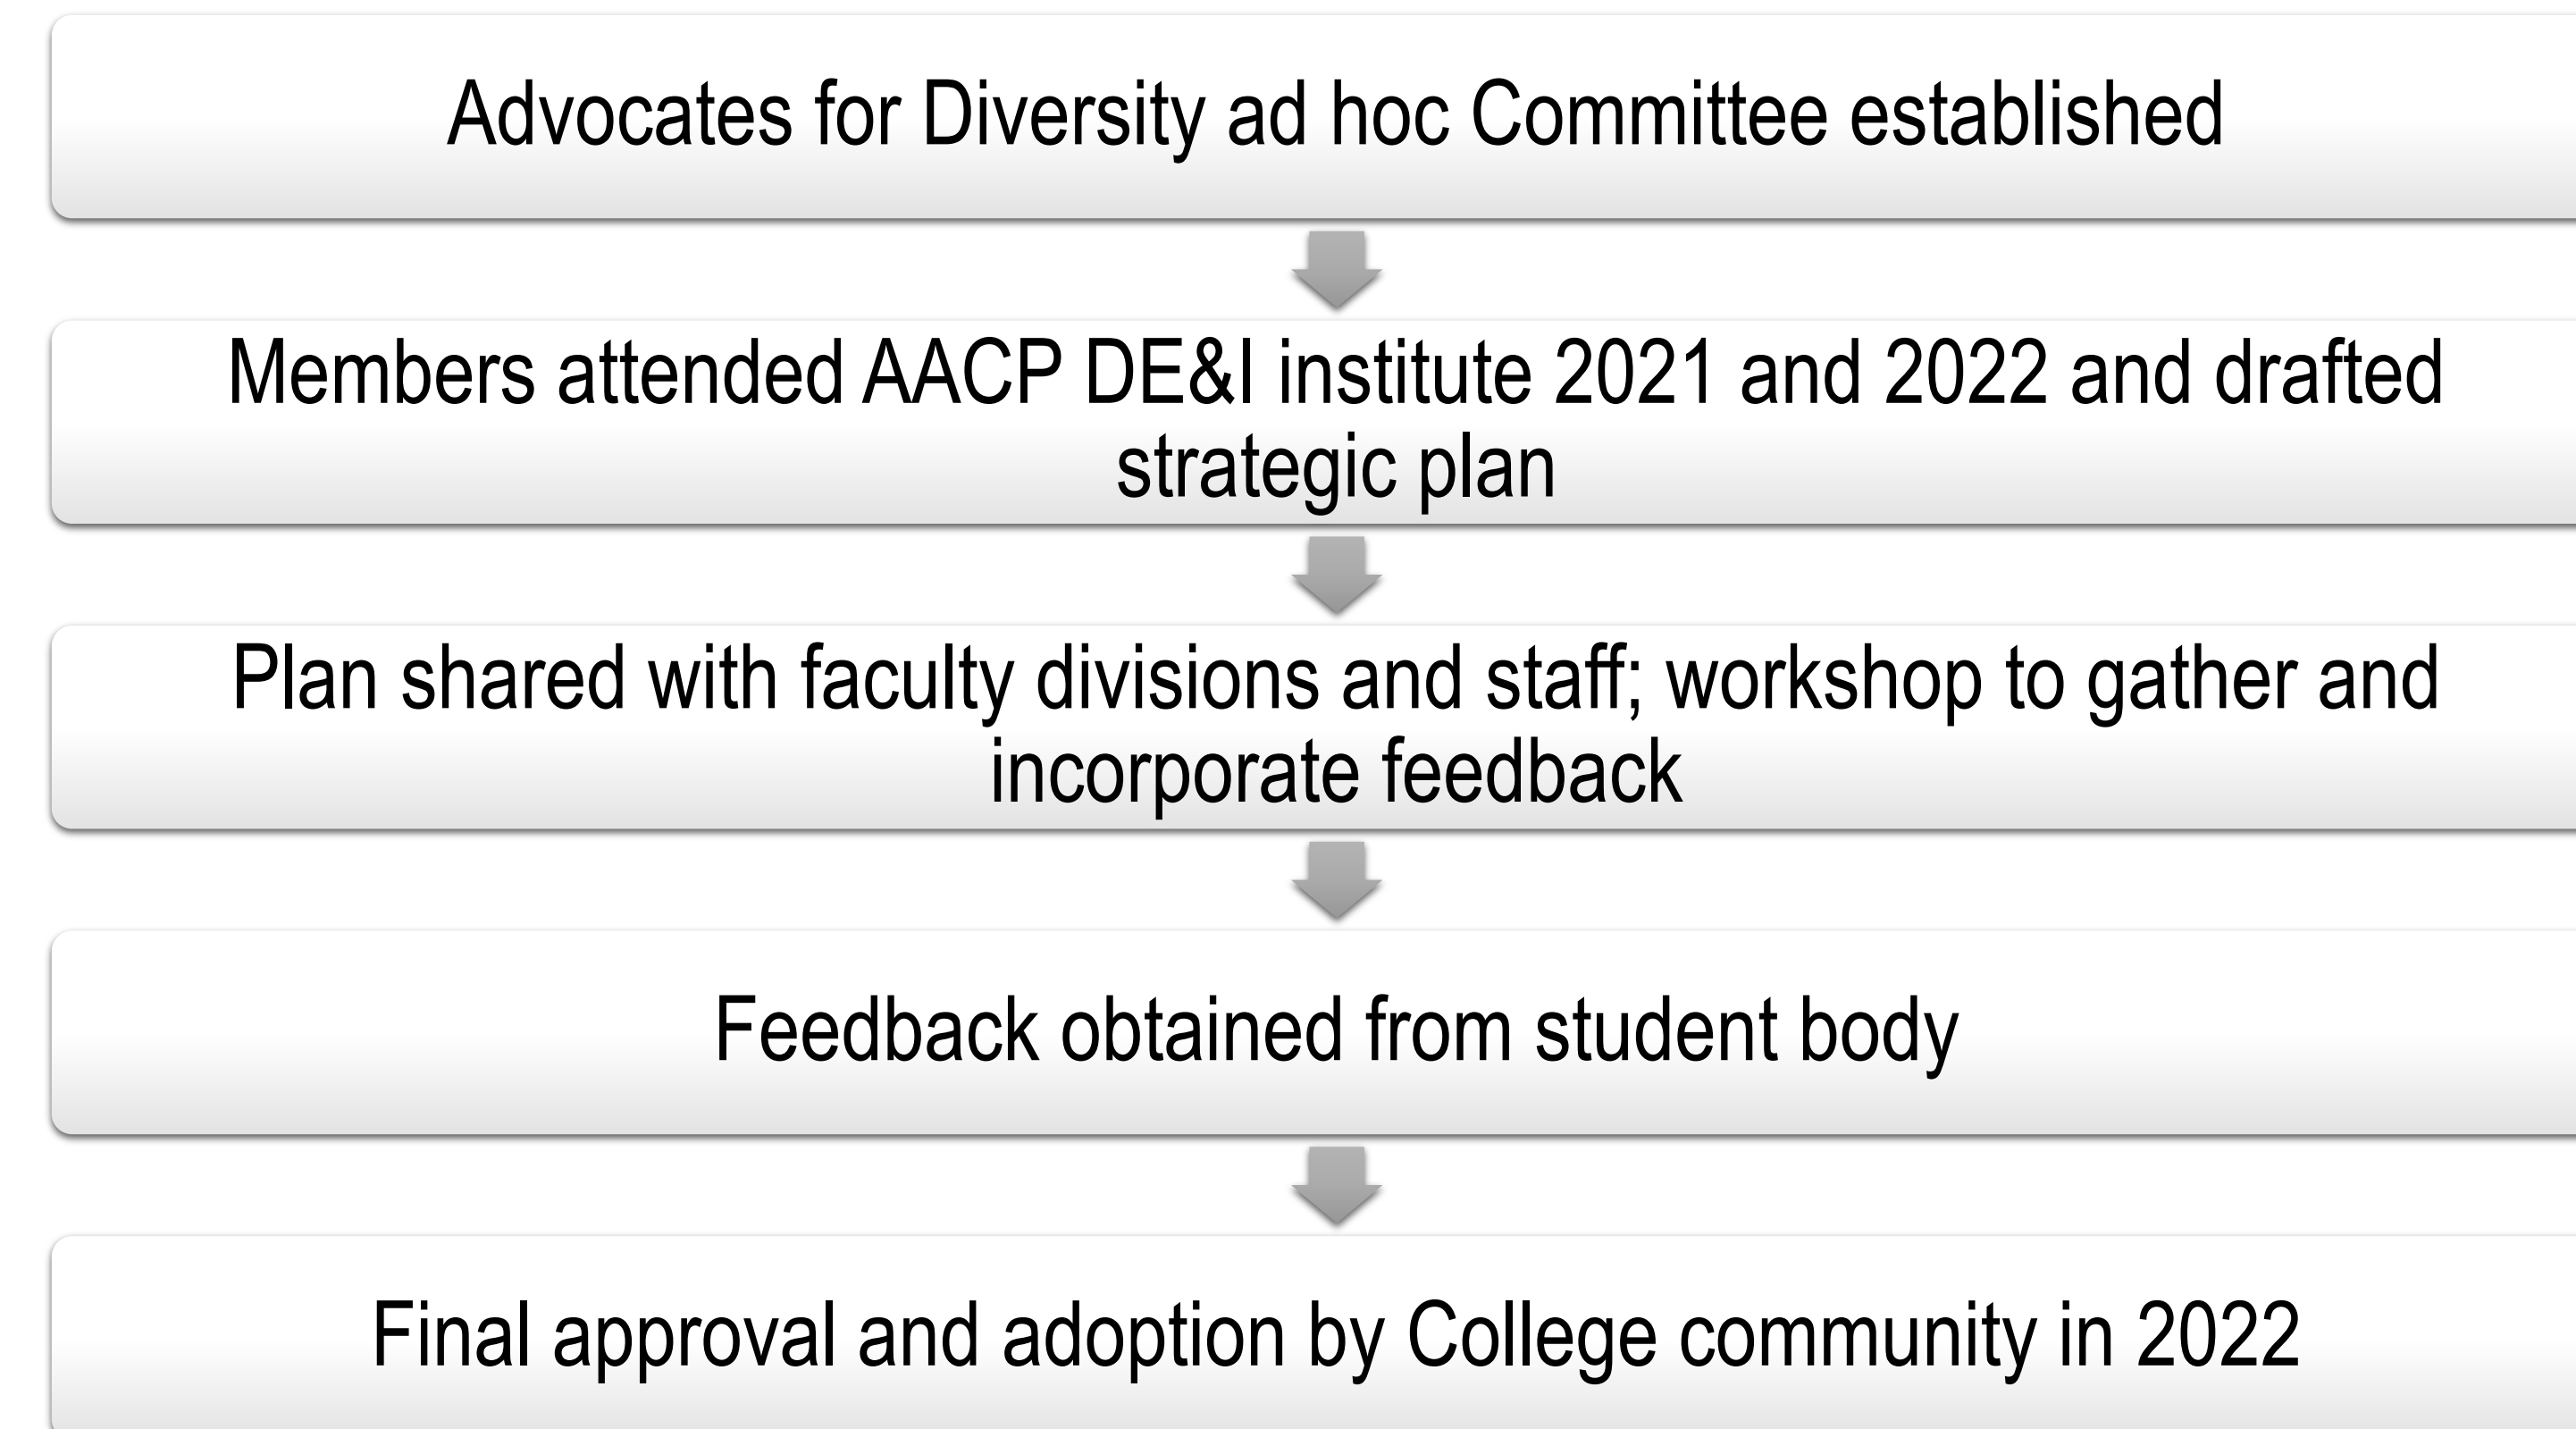 Advocates for Diversity ad hoc Committee established
Members attended AACP DE&I institute 2021 and 2022 and drafted
strategic plan
Plan shared with faculty divisions and staff; workshop to gather and
incorporate feedback
Feedback obtained from student body
Final approval and adoption by College community in 2022